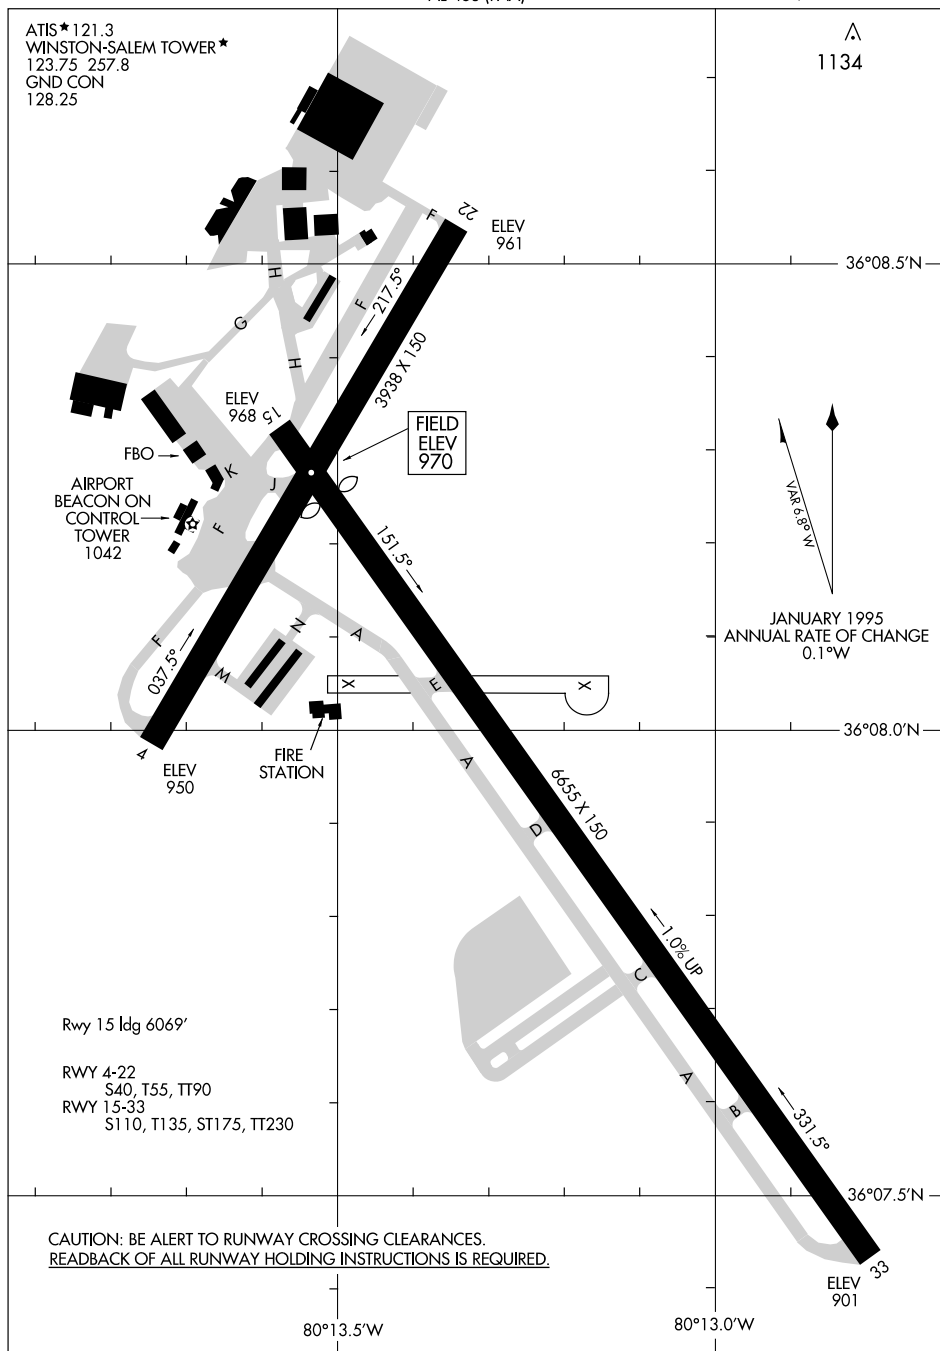 ATIS★ 121.3
WINSTON-SALEM TOWER★
123.75 257.8
GND CON
128.25
1134
F
22
ELEV
961
36°08.5'N
H
217.5°
F
G
H
3938 X 150
ELEV
968
15
FIELD
ELEV
970
FBO
K
J
AIRPORT
BEACON ON
CONTROL
TOWER
1042
F
151.5°
VAR 6.8° W
JANUARY 1995
ANNUAL RATE OF CHANGE
0.1°W
N
A
F
037.5°
M
X
E
X
4
ELEV
950
FIRE
STATION
36°08.0'N
A
6655 X 150
D
1.0% UP
C
Rwy 15 ldg 6069'
RWY 4-22
S40, T55, TT90
RWY 15-33
S110, T135, ST175, TT230
A
B
331.5°
36°07.5'N
CAUTION: BE ALERT TO RUNWAY CROSSING CLEARANCES.
READBACK OF ALL RUNWAY HOLDING INSTRUCTIONS IS REQUIRED.
33
ELEV
901
80°13.5'W
80°13.0'W